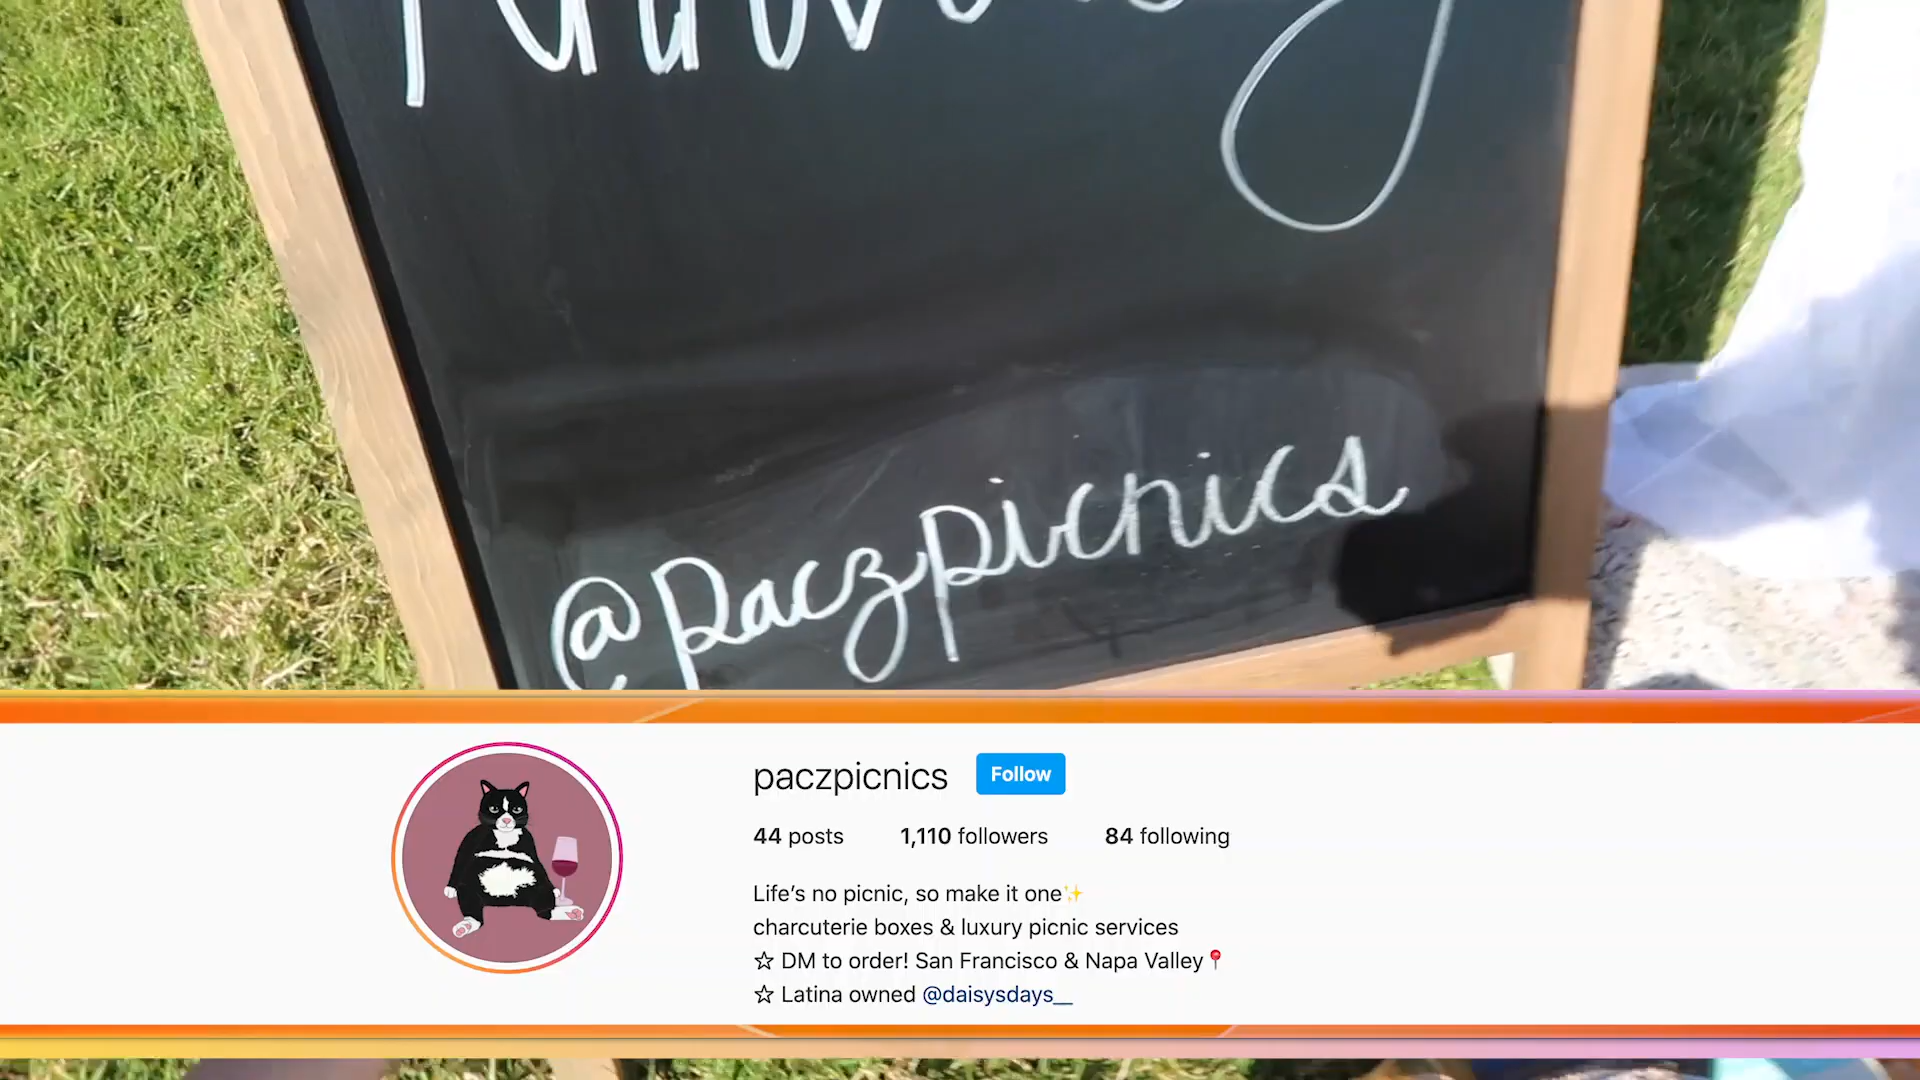 @paczpicnics
paczpicnics Follow
44 posts 1,110 followers 84 following
Life’s no picnic, so make it one✨
charcuterie boxes & luxury picnic services
☆ DM to order! San Francisco & Napa Valley📍
☆ Latina owned @daisysdays__